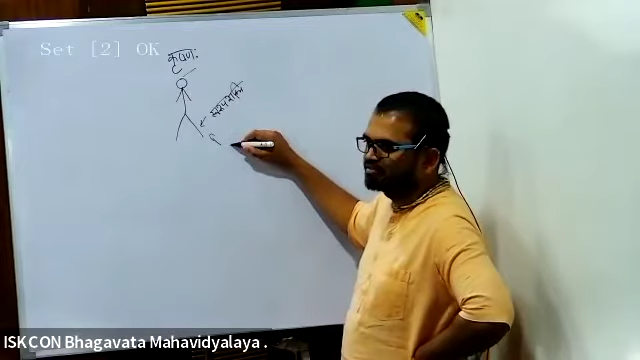 Set [2] OK
कृष्णः
ISKCON Bhagavata Mahavidyalaya .